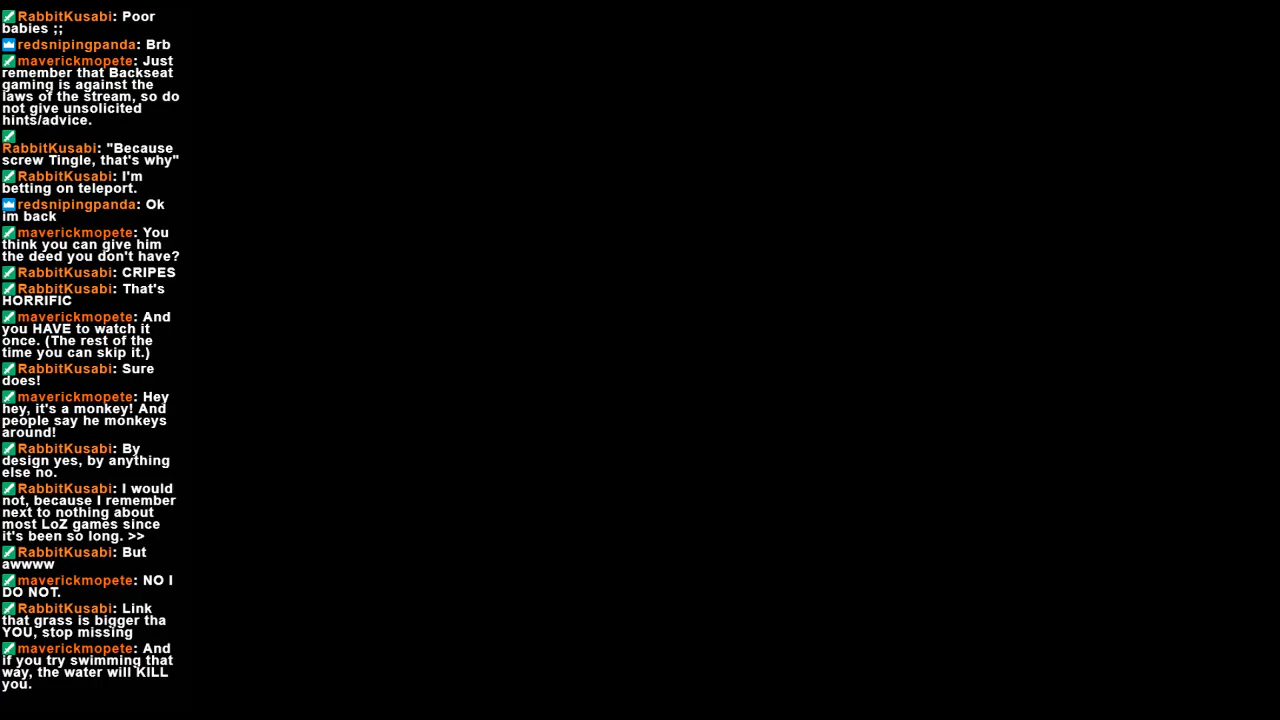 RabbitKusabi: Poor
babies ;;
redsnipingpanda: Brb
maverickmopete: Just
remember that Backseat
gaming is against the
laws of the stream, so do
not give unsolicited
hints/advice.
RabbitKusabi: "Because
screw Tingle, that's why"
RabbitKusabi: I'm
betting on teleport.
redsnipingpanda: Ok
im back
maverickmopete: You
think you can give him
the deed you don't have?
RabbitKusabi: CRIPES
RabbitKusabi: That's
HORRIFIC
maverickmopete: And
you HAVE to watch it
once. (The rest of the
time you can skip it.)
RabbitKusabi: Sure
does!
maverickmopete: Hey
hey, it's a monkey! And
people say he monkeys
around!
RabbitKusabi: By
design yes, by anything
else no.
RabbitKusabi: I would
not, because I remember
next to nothing about
most LoZ games since
it's been so long. >>
RabbitKusabi: But
awwww
maverickmopete: NO I
DO NOT.
RabbitKusabi: Link
that grass is bigger tha
YOU, stop missing
maverickmopete: And
if you try swimming that
way, the water will KILL
you.